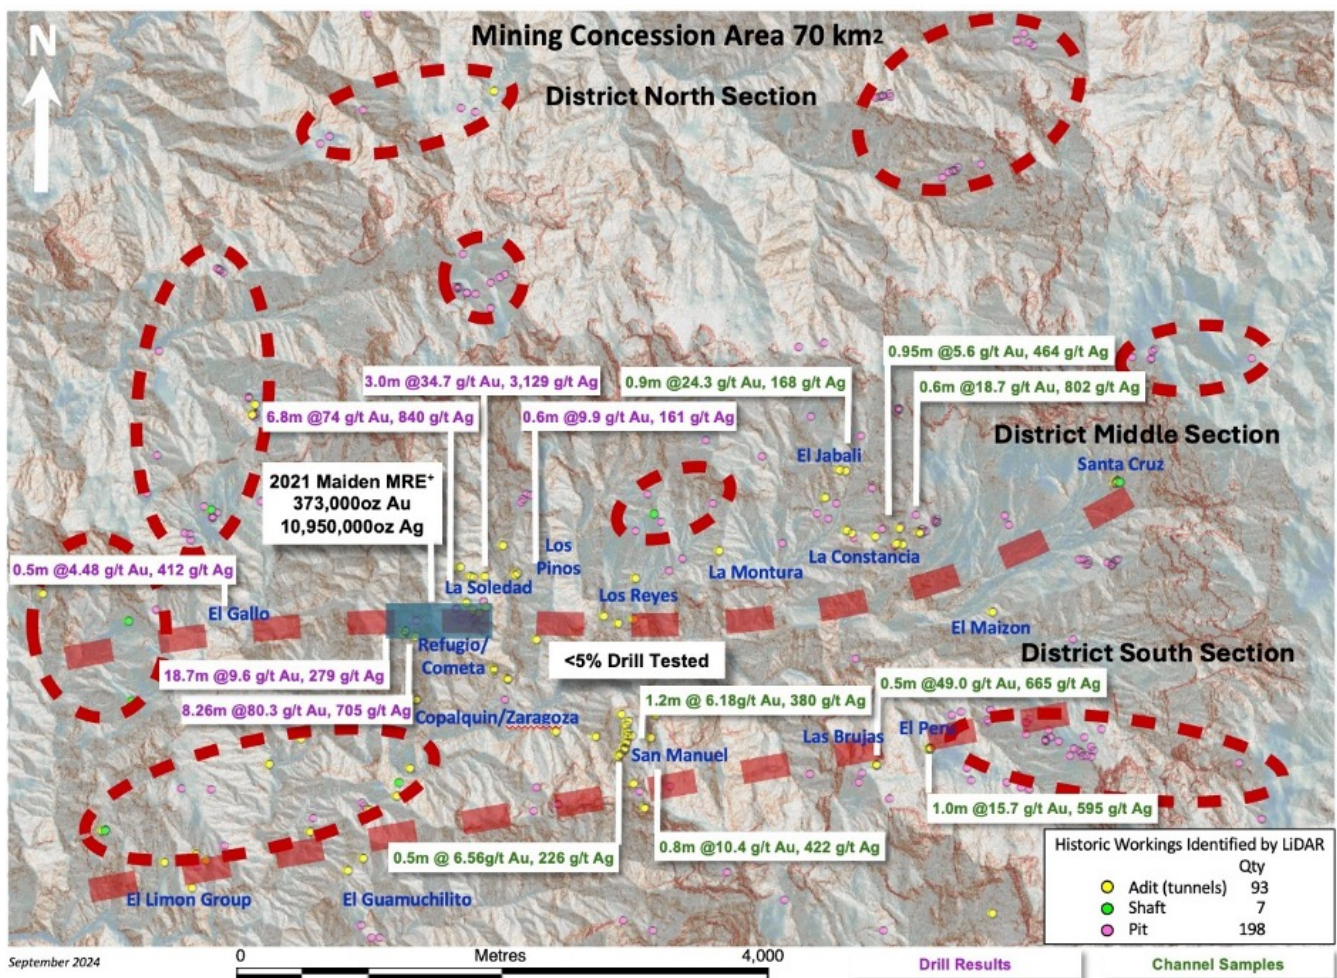 Mining Concession Area 70 km2
N
District North Section
0.95m @5.6 g/t Au, 464 g/t Ag
3.0m @34.7 g/t Au, 3,129 g/t Ag
0.9m @24.3 g/t Au, 168 g/t Ag
0.6m @18.7 g/t Au, 802 g/t Ag
6.8m @74 g/t Au, 840 g/t Ag
0.6m @9.9 g/t Au, 161 g/t Ag
District Middle Section
El Jabali
Santa Cruz
2021 Maiden MRE+
373,000oz Au
10,950,000oz Ag
Los
Pinos
La Constancia
0.5m @4.48 g/t Au, 412 g/t Ag
La Montura
La Soledad
Los Reyes
El Gallo
El Maizon
Refugio/
Cometa
<5% Drill Tested
District South Section
18.7m @9.6 g/t Au, 279 g/t Ag
0.5m @49.0 g/t Au, 665 g/t Ag
1.2m @ 6.18g/t Au, 380 g/t Ag
8.26m @80.3 g/t Au, 705 g/t Ag
Copalquin/Zaragoza
El Peru
Las Brujas
San Manuel
1.0m @15.7 g/t Au, 595 g/t Ag
0.8m @10.4 g/t Au, 422 g/t Ag
0.5m @ 6.56g/t Au, 226 g/t Ag
El Limon Group
El Guamuchilito
Historic Workings Identified by LiDAR
Qty
Adit (tunnels) 93
Shaft 7
Pit 198
September 2024
0 Metres 4,000
Drill Results
Channel Samples